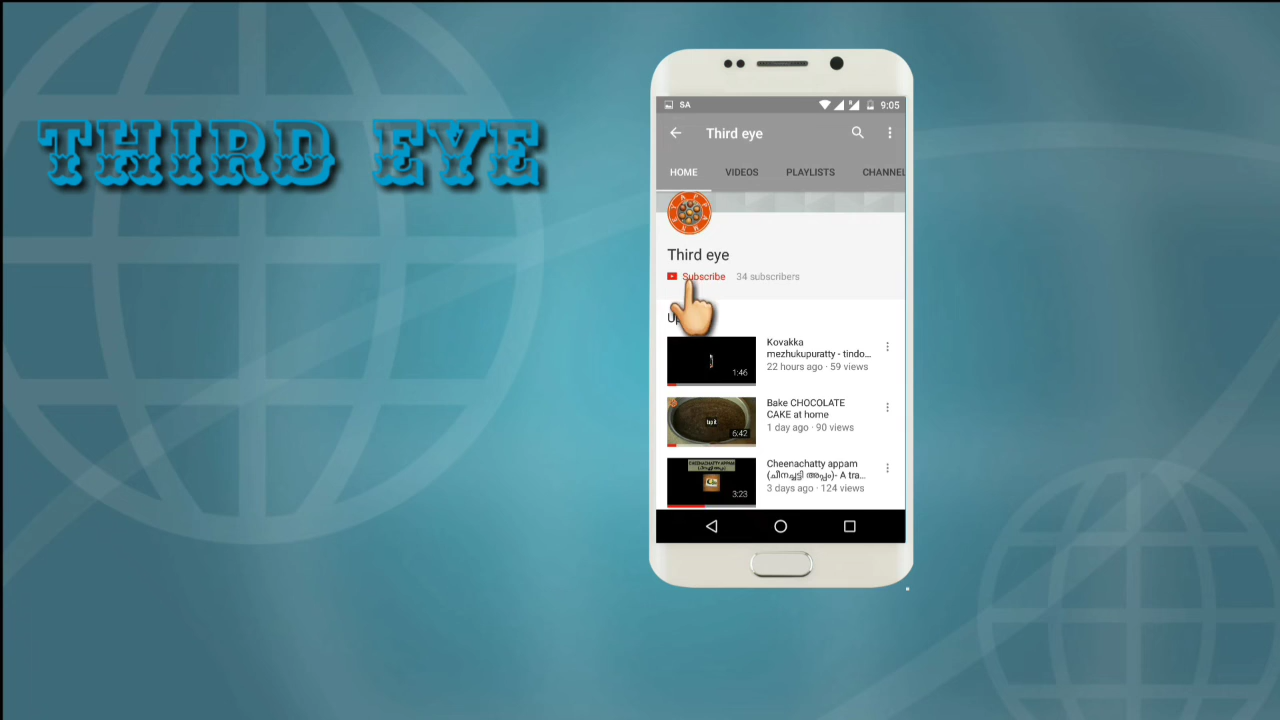 THIRD EYE
SA
9:05
Third eye
HOME VIDEOS PLAYLISTS CHANNEL
Third eye
Subscribe 34 subscribers
Kovakka
mezhukupuratty - tindo...
22 hours ago · 59 views
1:46
Bake CHOCOLATE
CAKE at home
1 day ago · 90 views
6:42
CHEENACHATTY APPAM
Cheenachatty appam
(ചീനച്ചട്ടി അപ്പം)- A tra...
3 days ago · 124 views
3:23